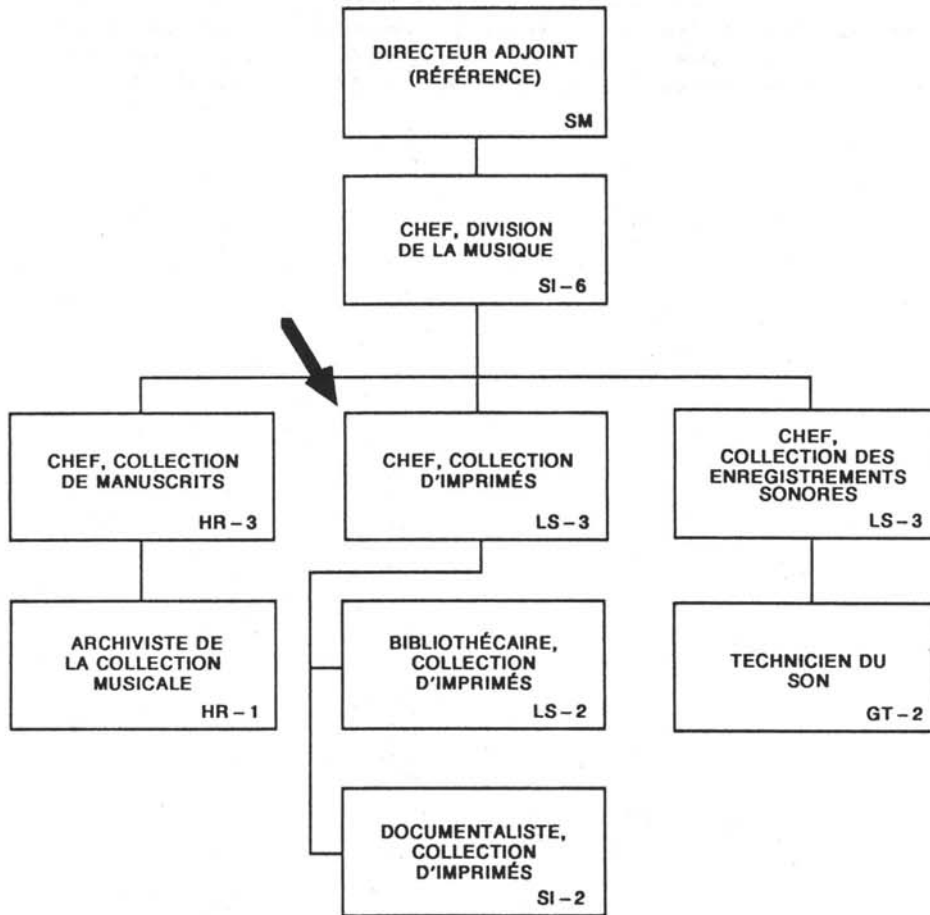 DIRECTEUR ADJOINT
(RÉFÉRENCE)
SM
CHEF, DIVISION
DE LA MUSIQUE
SI – 6
CHEF, COLLECTION
DE MANUSCRITS
HR – 3
CHEF, COLLECTION
D'IMPRIMÉS
LS – 3
CHEF,
COLLECTION DES
ENREGISTREMENTS
SONORES
LS – 3
ARCHIVISTE DE
LA COLLECTION
MUSICALE
HR – 1
BIBLIOTHÉCAIRE,
COLLECTION
D'IMPRIMÉS
LS – 2
TECHNICIEN DU
SON
GT – 2
DOCUMENTALISTE,
COLLECTION
D'IMPRIMÉS
SI – 2